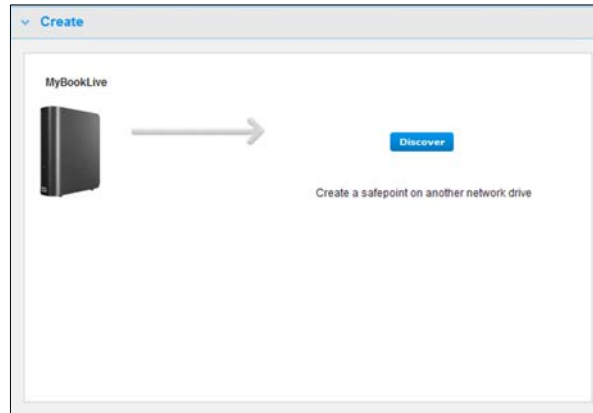 Create
MyBookLive
Discover
Create a safepoint on another network drive